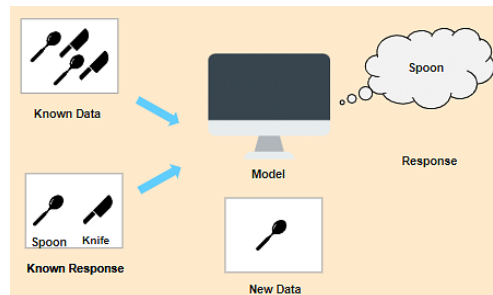 Known Data
Spoon Knife
Known Response
Model
New Data
Spoon
Response